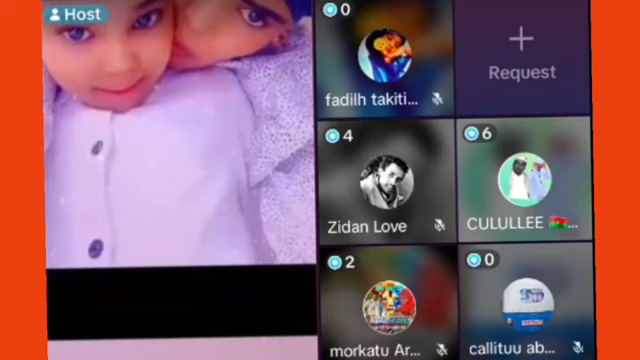 Host
0
fadilh takiti...
Request
4
Zidan Love
6
CULULLEE 🇧🇫...
2
morkatu Ar...
0
callituu ab...